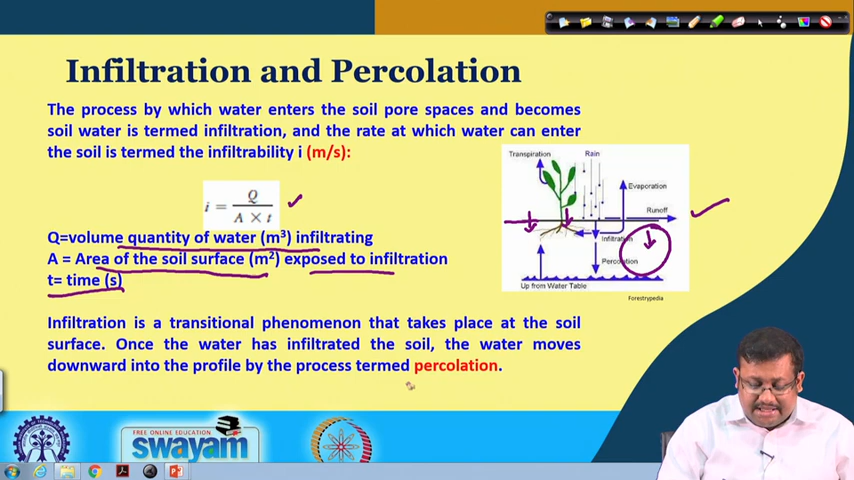 Infiltration and Percolation
The process by which water enters the soil pore spaces and becomes
soil water is termed infiltration, and the rate at which water can enter
the soil is termed the infiltrability i (m/s):
i = Q / A × t
Q=volume quantity of water (m³) infiltrating
A = Area of the soil surface (m²) exposed to infiltration
t= time (s)
Transpiration
Rain
Evaporation
Runoff
Infiltration
Percolation
Up from Water Table
Forestrypedia
Infiltration is a transitional phenomenon that takes place at the soil
surface. Once the water has infiltrated the soil, the water moves
downward into the profile by the process termed percolation.
FREE ONLINE EDUCATION
swayam